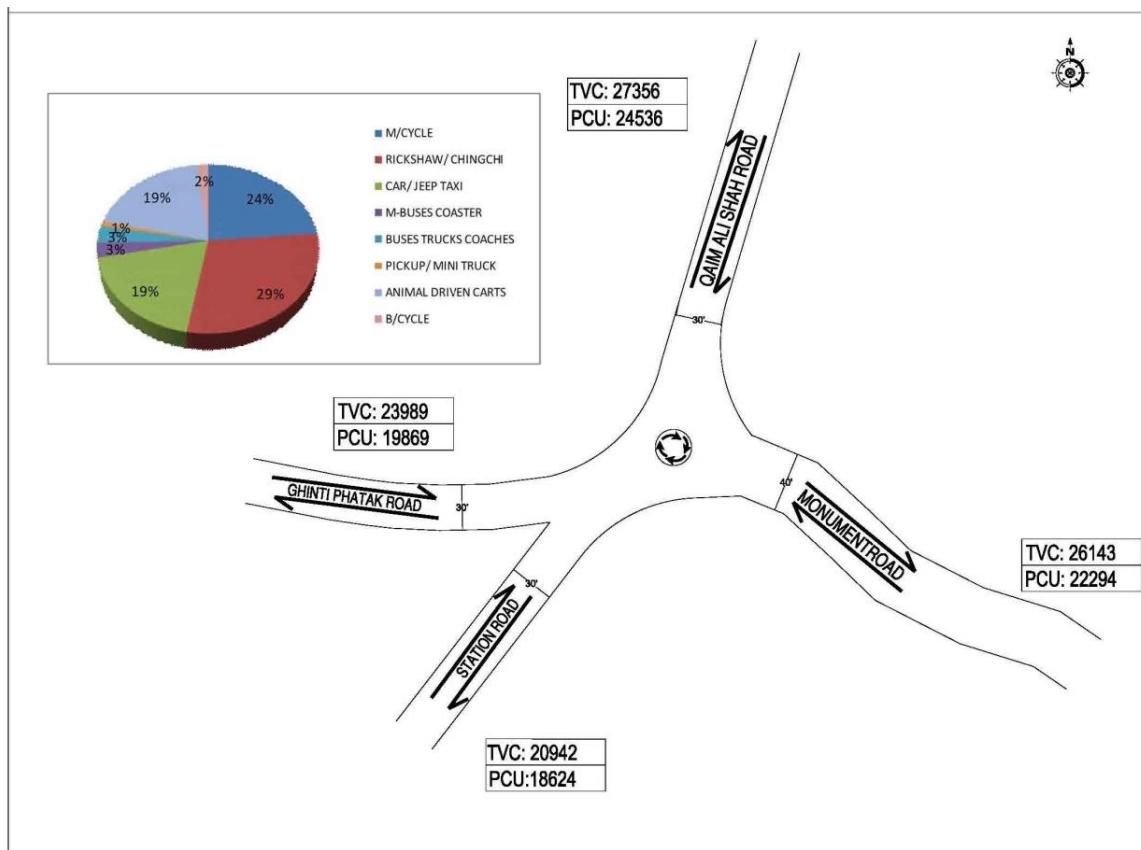 N
TVC: 27356
PCU: 24536
M/CYCLE
RICKSHAW/ CHINGCHI
CAR/ JEEP TAXI
M-BUSES COASTER
BUSES TRUCKS COACHES
PICKUP/ MINI TRUCK
ANIMAL DRIVEN CARTS
B/CYCLE
2%
24%
19%
1%
3%
3%
19%
29%
QAIM ALI SHAH ROAD
30'
TVC: 23989
PCU: 19869
GHINTI PHATAK ROAD
30'
40'
MONUMENTROAD
TVC: 26143
PCU: 22294
30'
STATION ROAD
TVC: 20942
PCU:18624